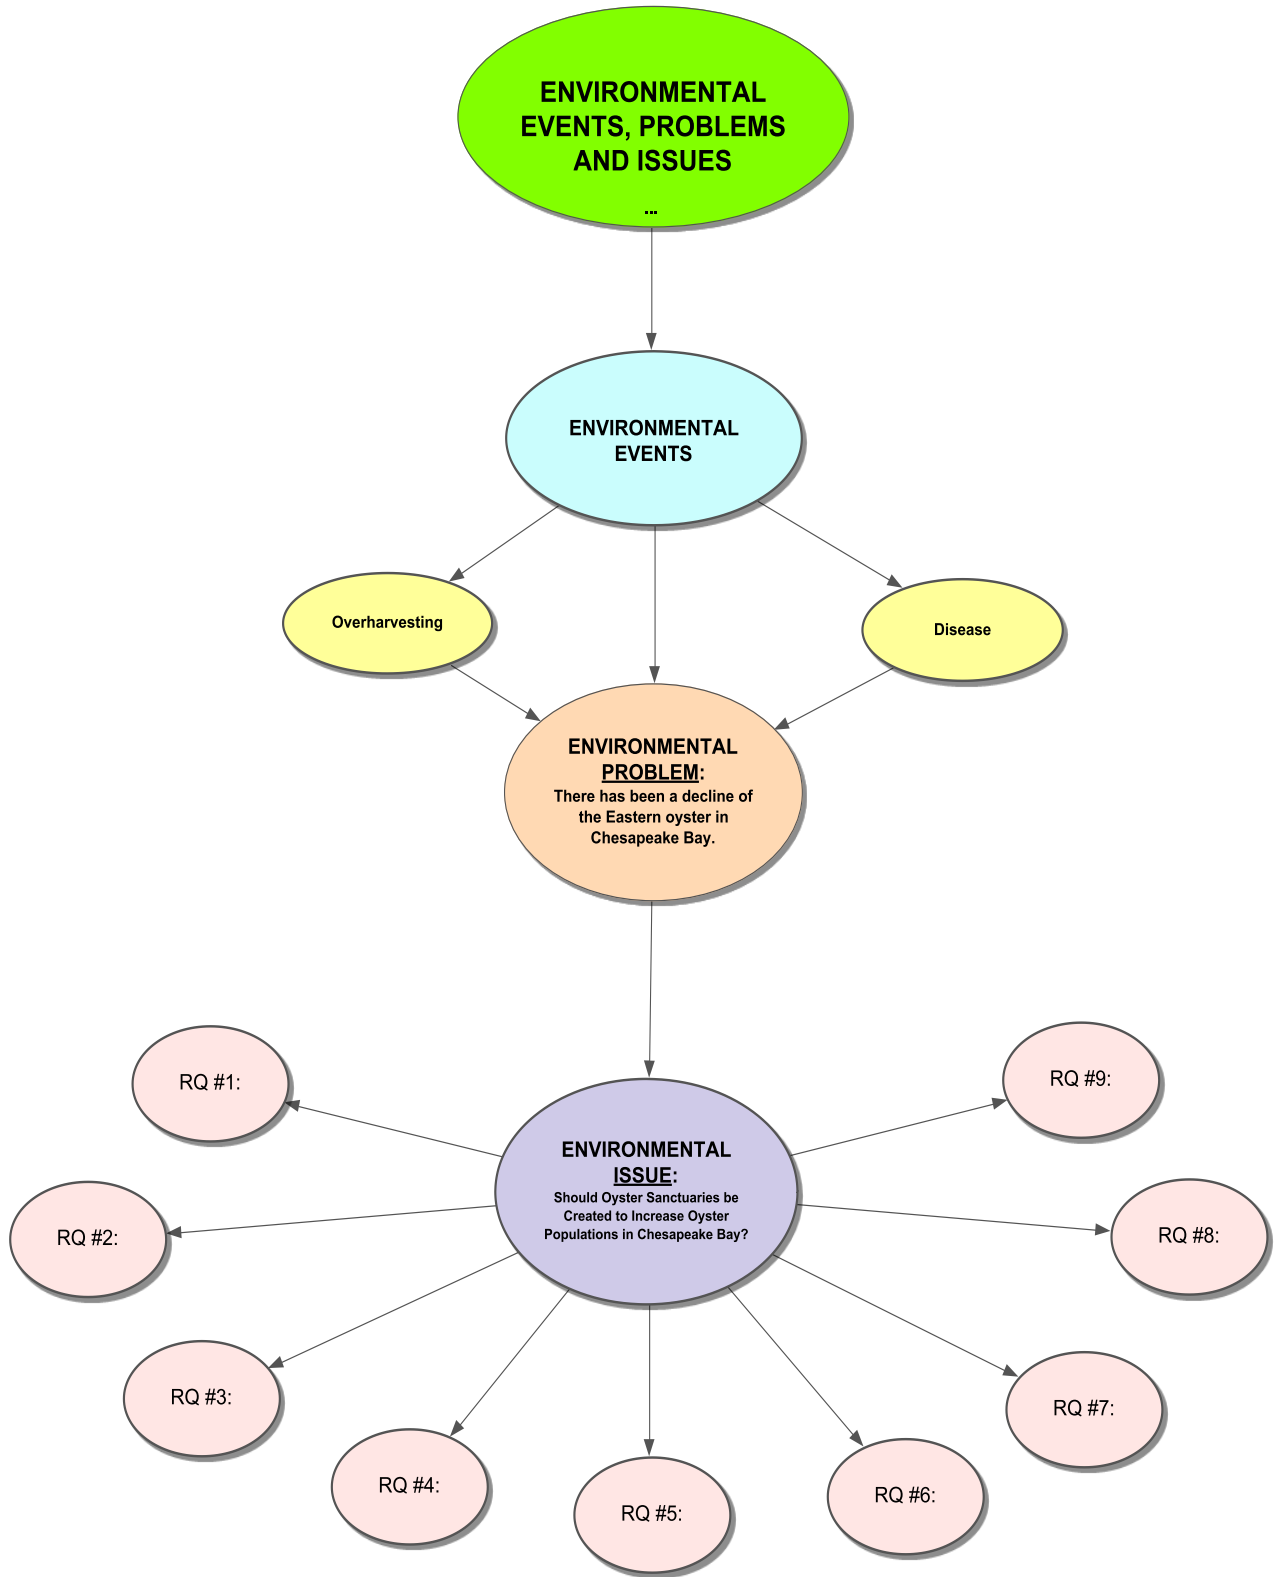 ENVIRONMENTAL
EVENTS, PROBLEMS
AND ISSUES
...
ENVIRONMENTAL
EVENTS
Overharvesting
Disease
ENVIRONMENTAL
PROBLEM:
There has been a decline of
the Eastern oyster in
Chesapeake Bay.
ENVIRONMENTAL
ISSUE:
Should Oyster Sanctuaries be
Created to Increase Oyster
Populations in Chesapeake Bay?
RQ #1:
RQ #2:
RQ #3:
RQ #4:
RQ #5:
RQ #6:
RQ #7:
RQ #8:
RQ #9: